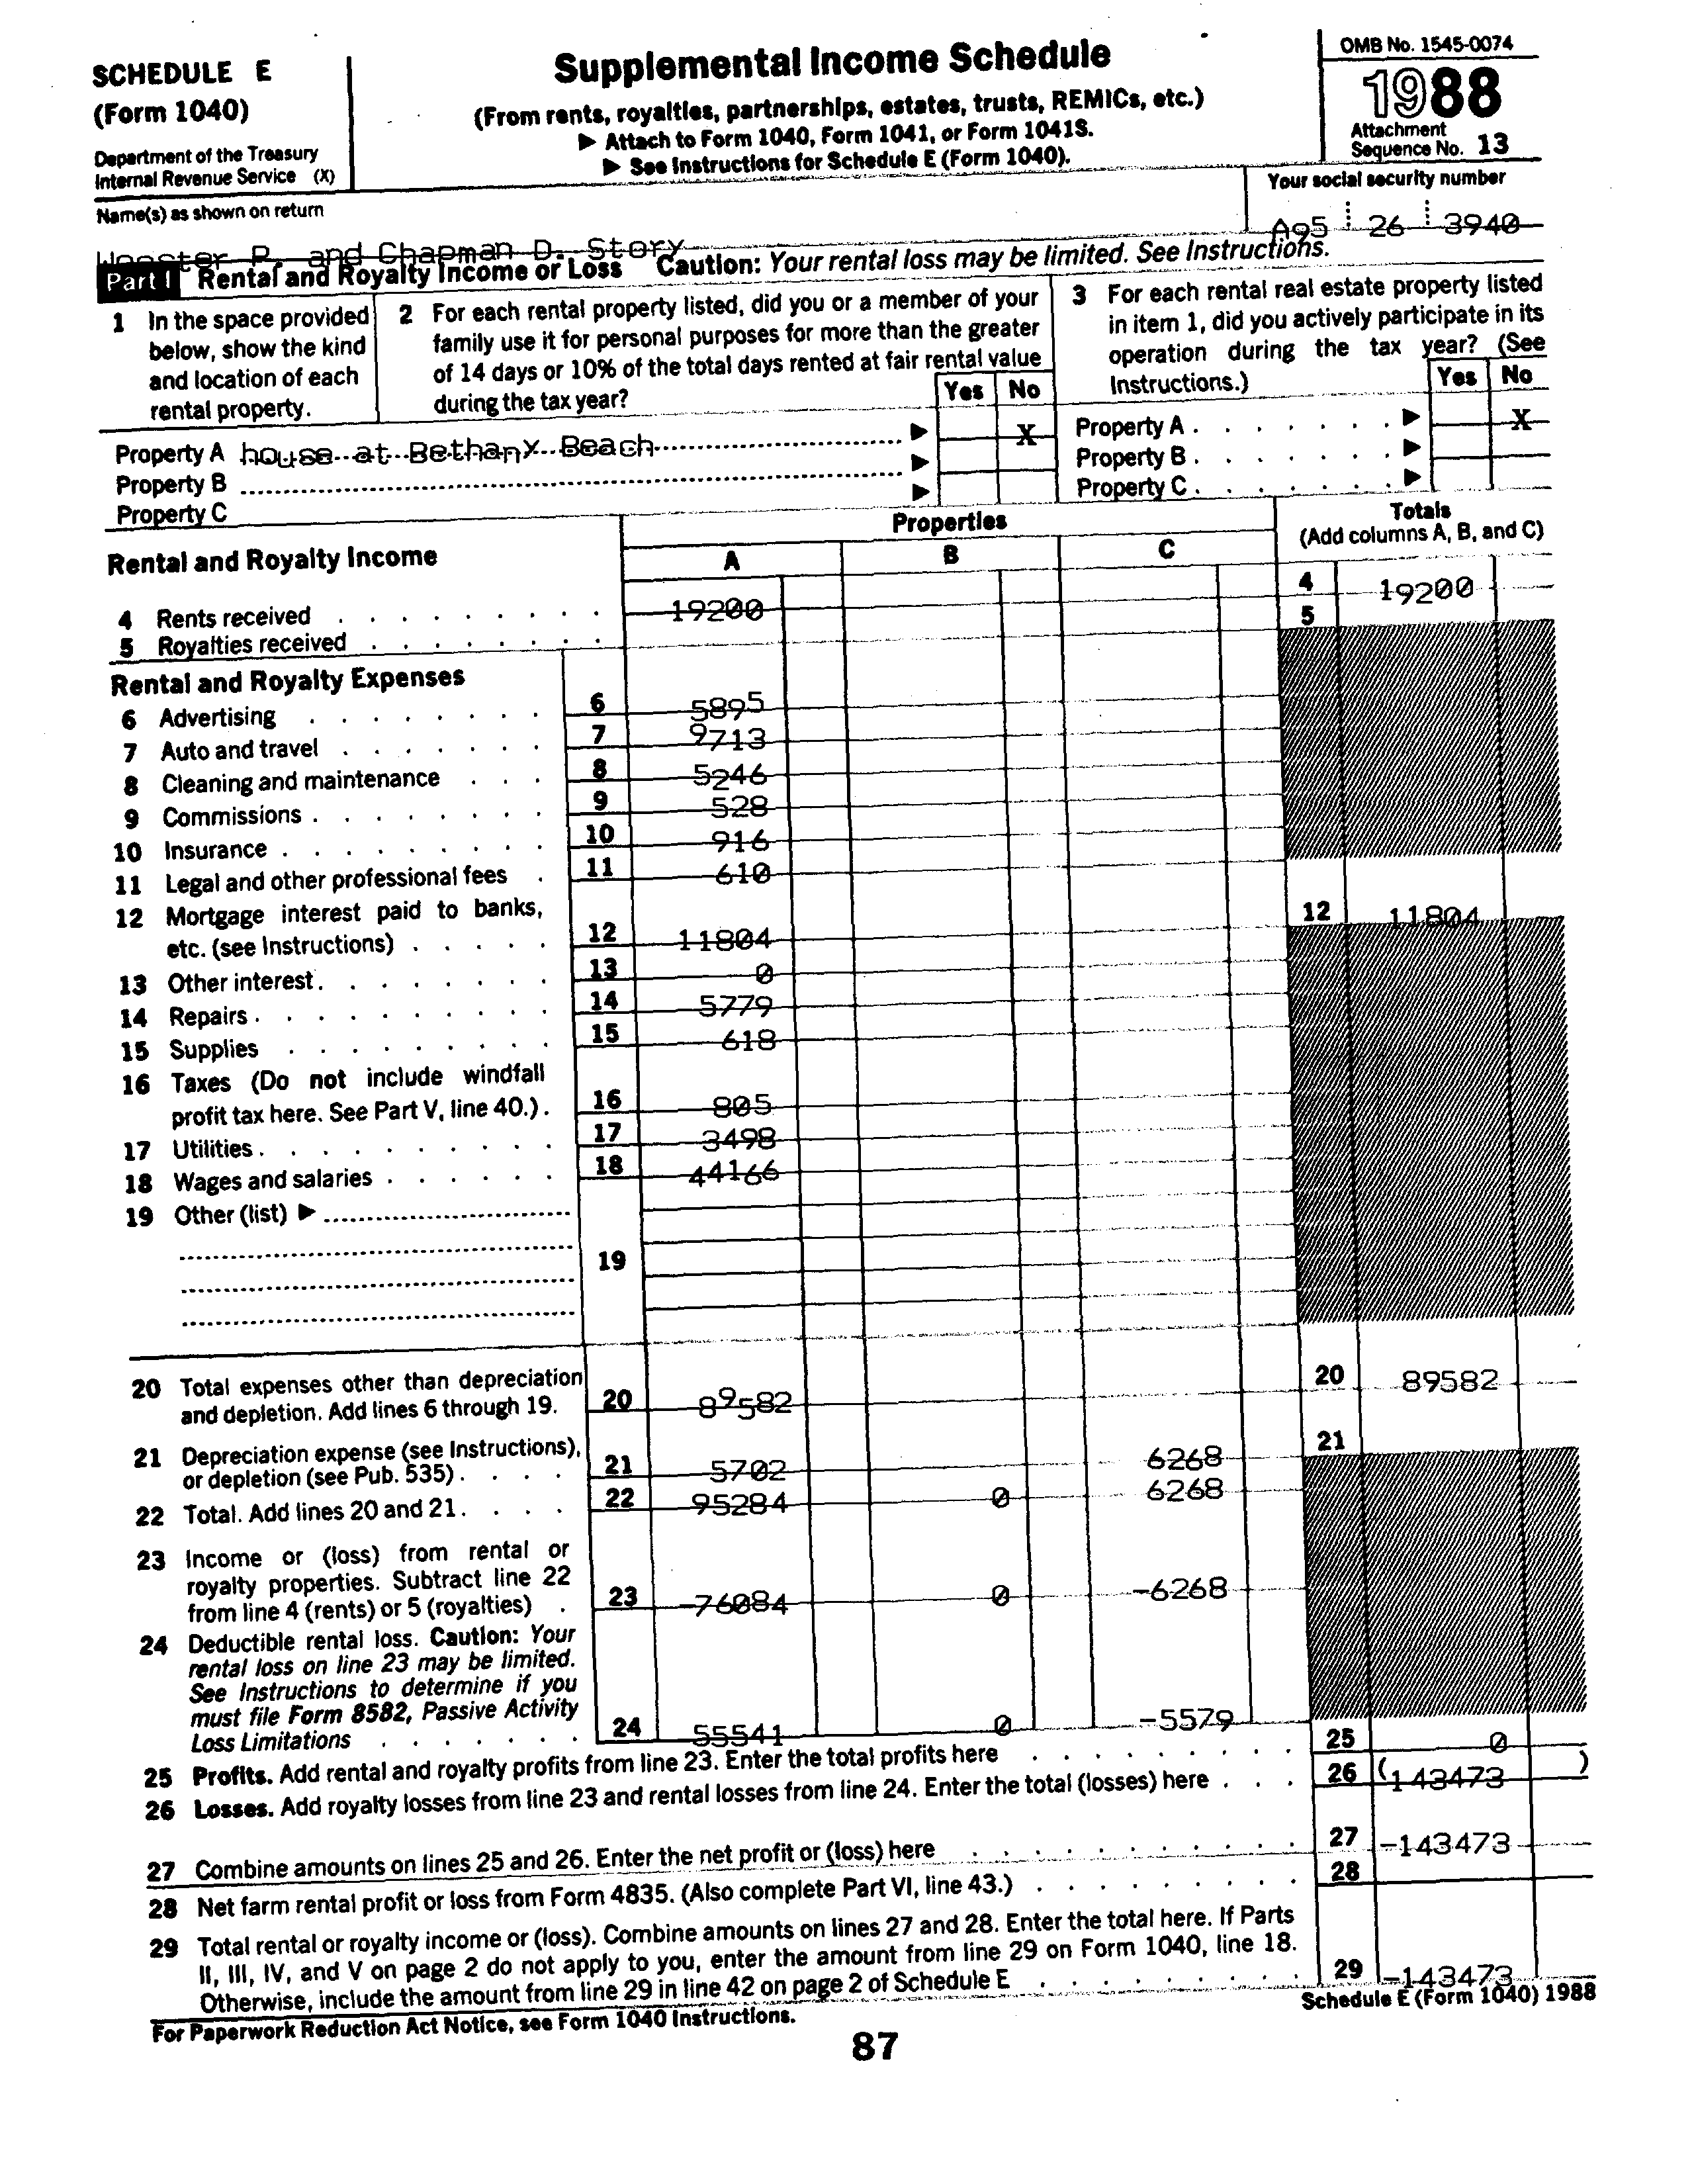 SCHEDULE E
(Form 1040)
Department of the Treasury
Internal Revenue Service (X)
Supplemental Income Schedule
(From rents, royalties, partnerships, estates, trusts, REMICs, etc.)
▶ Attach to Form 1040, Form 1041, or Form 1041S.
▶ See Instructions for Schedule E (Form 1040).
OMB No. 1545-0074
1988
Attachment
Sequence No. 13
Name(s) as shown on return
Your social security number
P. and Chapman D. Story
A95 26 3940
Part I Rental and Royalty Income or Loss Caution: Your rental loss may be limited. See Instructions.
1 In the space provided
below, show the kind
and location of each
rental property.
2 For each rental property listed, did you or a member of your
family use it for personal purposes for more than the greater
of 14 days or 10% of the total days rented at fair rental value
during the tax year?
Yes No
3 For each rental real estate property listed
in item 1, did you actively participate in its
operation during the tax year? (See
Instructions.)
Yes No
Property A house at Bethany Beach ▶ X Property A . . . . . . . ▶ X
Property B ▶ Property B . . . . . . . ▶
Property C ▶ Property C . . . . . . . ▶
Rental and Royalty Income
Properties
A B C
Totals
(Add columns A, B, and C)
4 Rents received . . . . . . . . 19200 4 19200
5 Royalties received . . . . . . . 5
Rental and Royalty Expenses
6 Advertising . . . . . . . . 6 5895
7 Auto and travel . . . . . . . 7 9713
8 Cleaning and maintenance . . . 8 5246
9 Commissions . . . . . . . . 9 528
10 Insurance . . . . . . . . . 10 916
11 Legal and other professional fees . 11 610
12 Mortgage interest paid to banks,
etc. (see Instructions) . . . . . 12 11804 12 11804
13 Other interest . . . . . . . . 13 0
14 Repairs . . . . . . . . . . 14 5779
15 Supplies . . . . . . . . . 15 618
16 Taxes (Do not include windfall
profit tax here. See Part V, line 40.) . 16 805
17 Utilities . . . . . . . . . . 17 3498
18 Wages and salaries . . . . . . 18 44166
19 Other (list) ▶
19
20 Total expenses other than depreciation
and depletion. Add lines 6 through 19. 20 89582 20 89582
21 Depreciation expense (see Instructions),
or depletion (see Pub. 535) . . . . 21 5702 6268 21
22 Total. Add lines 20 and 21 . . . . 22 95284 0 6268
23 Income or (loss) from rental or
royalty properties. Subtract line 22
from line 4 (rents) or 5 (royalties) . 23 -76084 0 -6268
24 Deductible rental loss. Caution: Your
rental loss on line 23 may be limited.
See Instructions to determine if you
must file Form 8582, Passive Activity
Loss Limitations . . . . . . . 24 55541 0 -5579
25 Profits. Add rental and royalty profits from line 23. Enter the total profits here . . . . . . . . . 25 0
26 Losses. Add royalty losses from line 23 and rental losses from line 24. Enter the total (losses) here . . . 26 (143473 )
27 Combine amounts on lines 25 and 26. Enter the net profit or (loss) here . . . . . . . . . . . 27 -143473
28 Net farm rental profit or loss from Form 4835. (Also complete Part VI, line 43.) . . . . . . . . . 28
29 Total rental or royalty income or (loss). Combine amounts on lines 27 and 28. Enter the total here. If Parts
II, III, IV, and V on page 2 do not apply to you, enter the amount from line 29 on Form 1040, line 18.
Otherwise, include the amount from line 29 in line 42 on page 2 of Schedule E . . . . . . . . . 29 -143473
For Paperwork Reduction Act Notice, see Form 1040 Instructions.
Schedule E (Form 1040) 1988
87